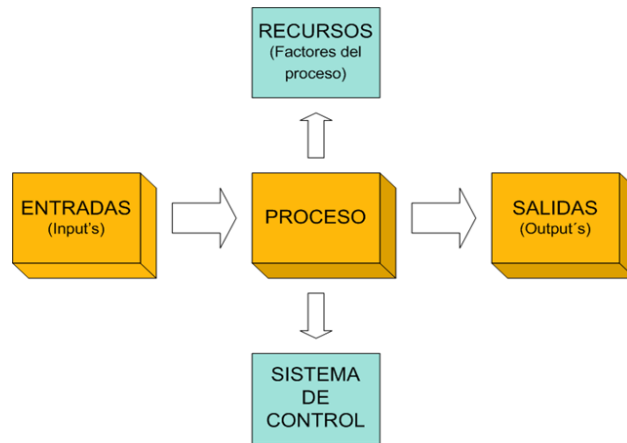 RECURSOS
(Factores del
proceso)
ENTRADAS
(Input's)
PROCESO
SALIDAS
(Output´s)
SISTEMA
DE
CONTROL